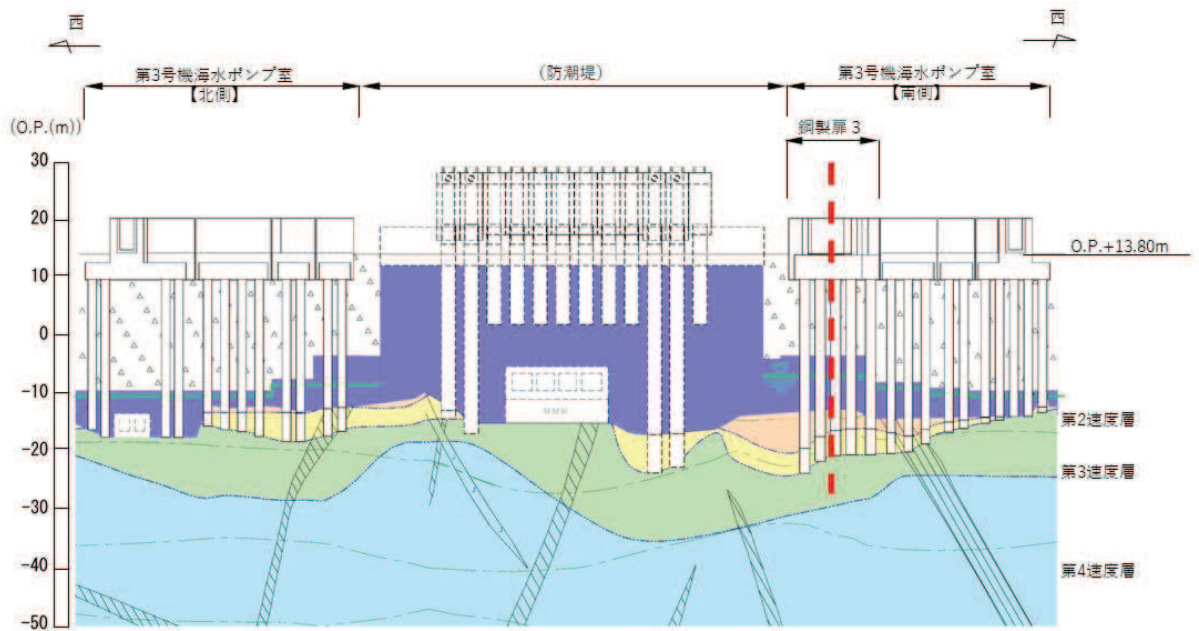 西
西
第3号機海水ポンプ室
【北側】
(防潮堤)
第3号機海水ポンプ室
【南側】
(O.P.(m))
鋼製扉3
30
20
O.P.+13.80m
10
0
-10
第2速度層
-20
第3速度層
-30
-40
第4速度層
-50